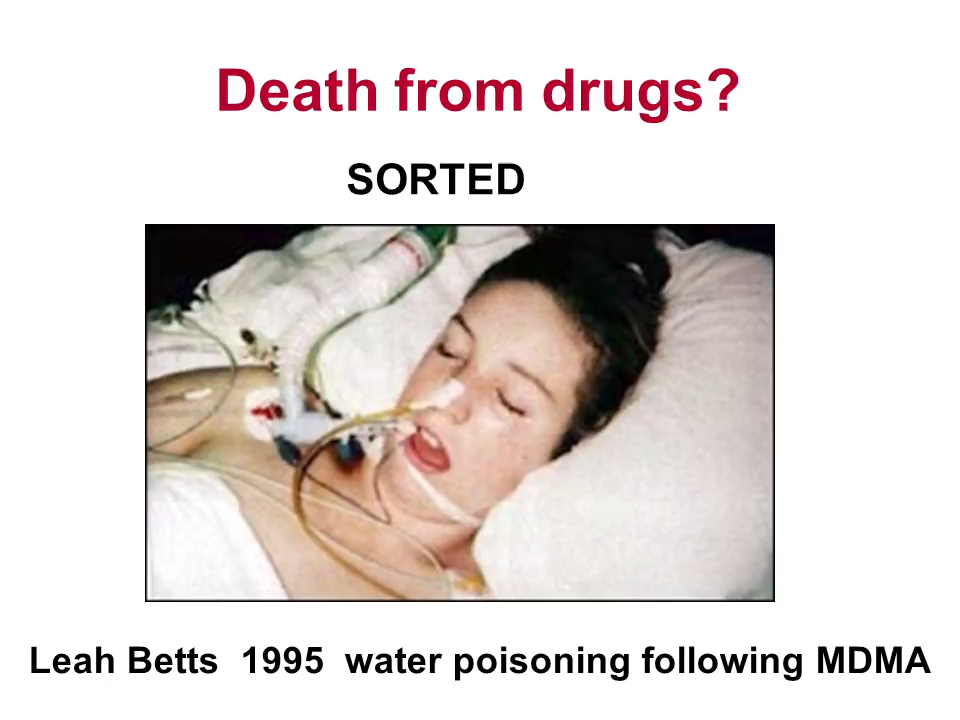 Death from drugs?
SORTED
Leah Betts 1995 water poisoning following MDMA